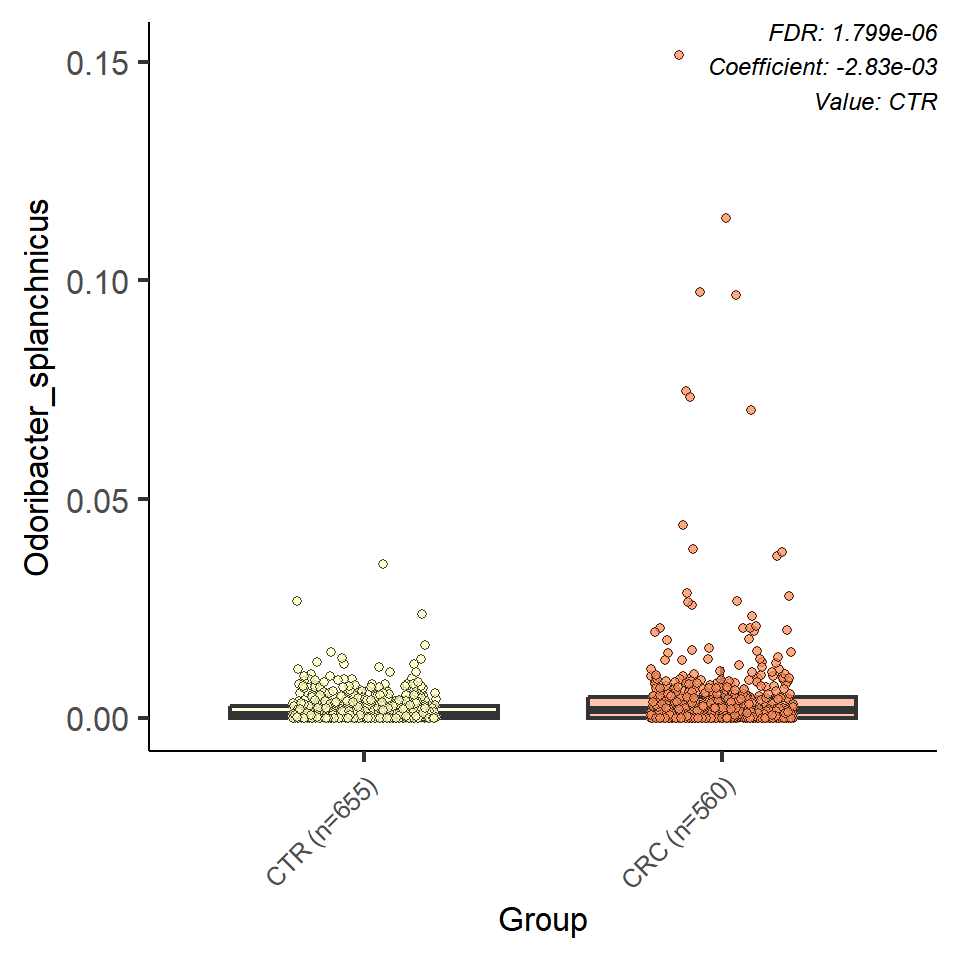 FDR: 1.799e-06
Coefficient: -2.83e-03
Value: CTR
0.15
0.10
0.05
0.00
Odoribacter_splanchnicus
CTR (n=655)
CRC (n=560)
Group